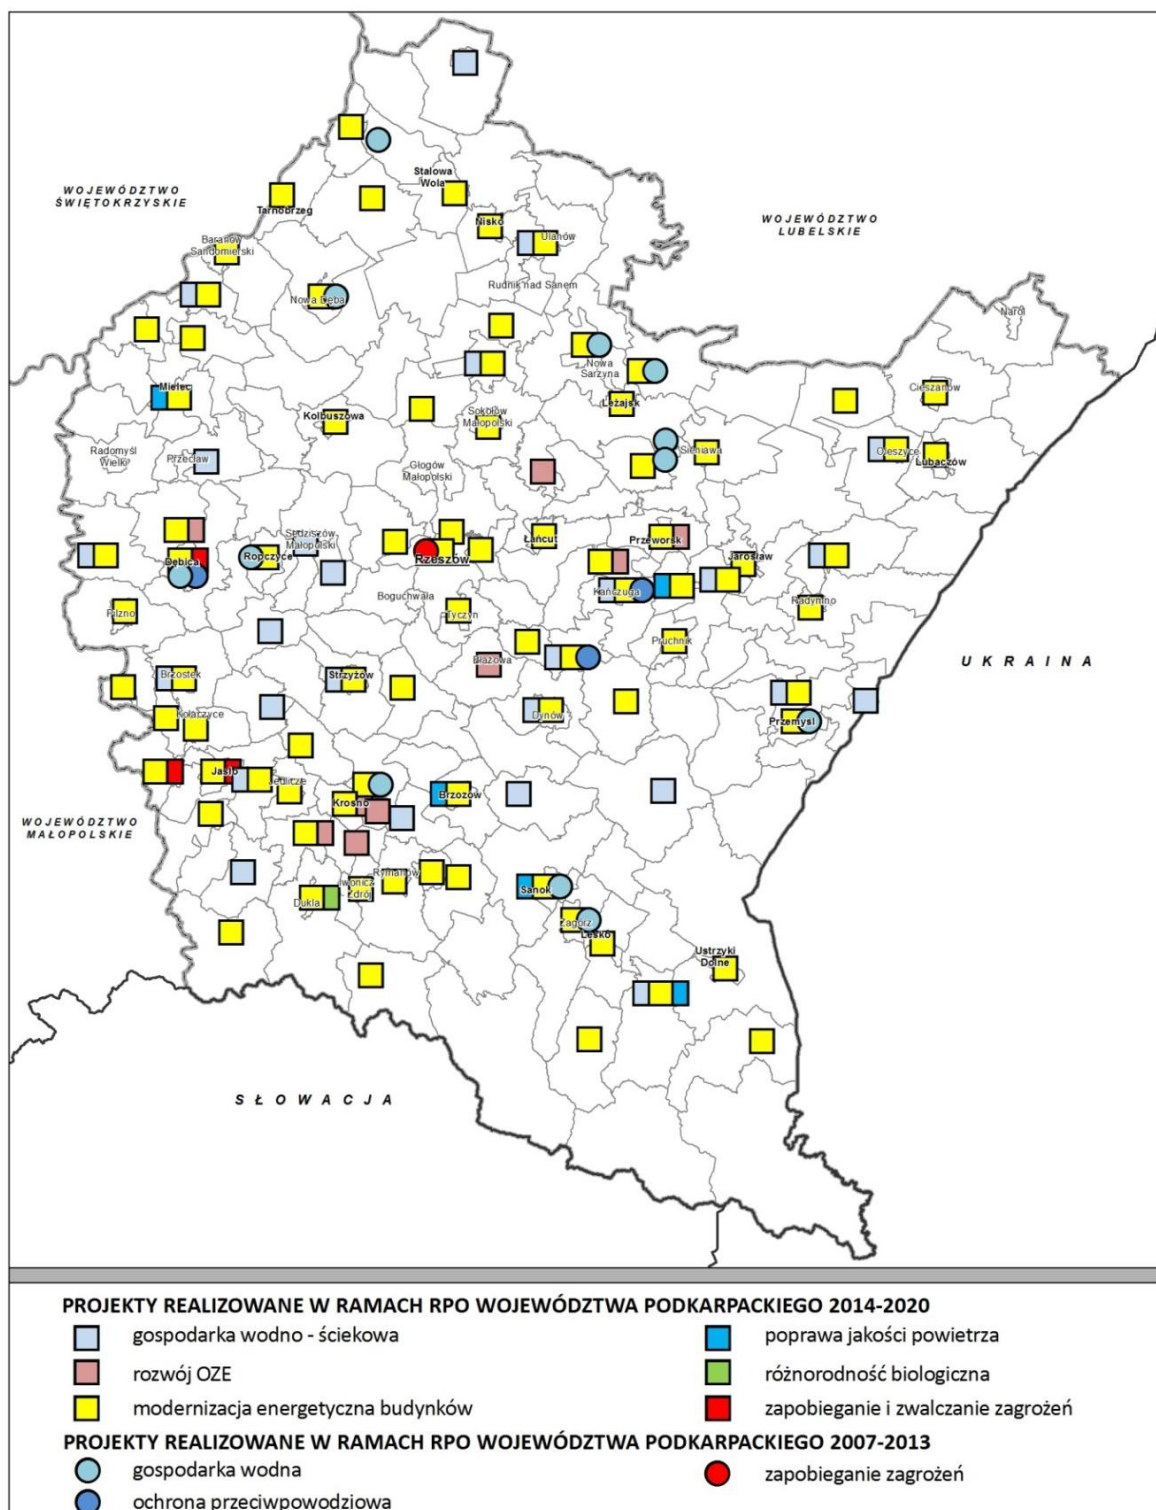 WOJEWÓDZTWO
ŚWIĘTOKRZYSKIE
Stalowa
Wola
Tarnobrzeg
Nisko
WOJEWÓDZTWO
LUBELSKIE
Baranów
Sandomierski
Ulanów
Rudnik nad Sanem
Nowa Dęba
Narol
Nowa
Sarzyna
Mielec
Leżajsk
Cieszanów
Kolbuszowa
Sokołów
Małopolski
Radomyśl
Wielki
Przecław
Głogów
Małopolski
Sieniawa
Oleszyce
Lubaczów
Sędziszów
Małopolski
Dębica
Ropczyce
Rzeszów
Łańcut
Przeworsk
Jarosław
Pilzno
Boguchwała
Tyczyn
Kańczuga
Radymno
Brzostek
Strzyżów
Błażowa
Pruchnik
UKRAINA
Kołaczyce
Dynów
Przemyśl
Jasło
Jedlicze
Krosno
Brzozów
WOJEWÓDZTWO
MAŁOPOLSKIE
Dukla
Iwonicz-
Zdrój
Rymanów
Sanok
Zagórz
Lesko
Ustrzyki
Dolne
SŁOWACJA
PROJEKTY REALIZOWANE W RAMACH RPO WOJEWÓDZTWA PODKARPACKIEGO 2014-2020
gospodarka wodno - ściekowa
poprawa jakości powietrza
rozwój OZE
różnorodność biologiczna
modernizacja energetyczna budynków
zapobieganie i zwalczanie zagrożeń
PROJEKTY REALIZOWANE W RAMACH RPO WOJEWÓDZTWA PODKARPACKIEGO 2007-2013
gospodarka wodna
zapobieganie zagrożeń
ochrona przeciwpowodziowa